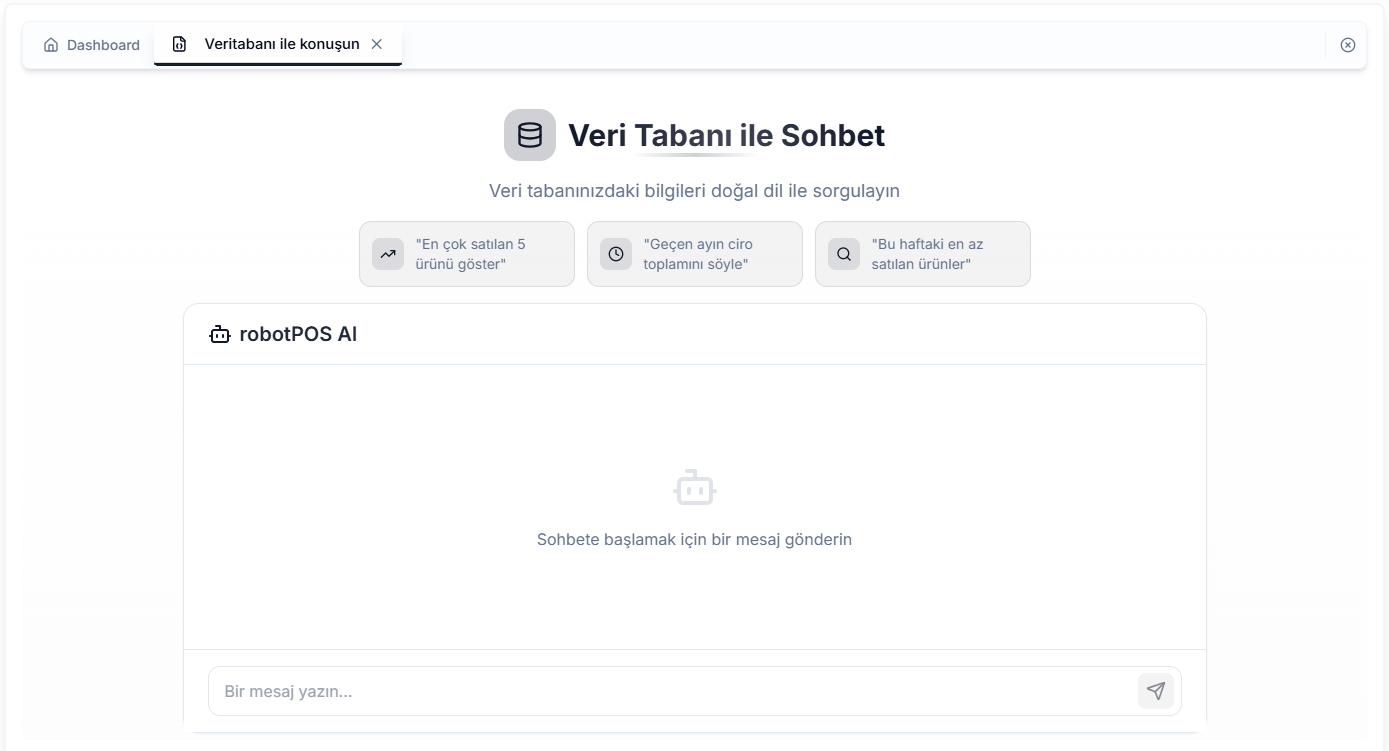 Dashboard
Veritabanı ile konuşun
Veri Tabanı ile Sohbet
Veri tabanınızdaki bilgileri doğal dil ile sorgulayın
"En çok satılan 5
ürünü göster"
"Geçen ayın ciro
toplamını söyle"
"Bu haftaki en az
satılan ürünler"
robotPOS AI
Sohbete başlamak için bir mesaj gönderin
Bir mesaj yazın...